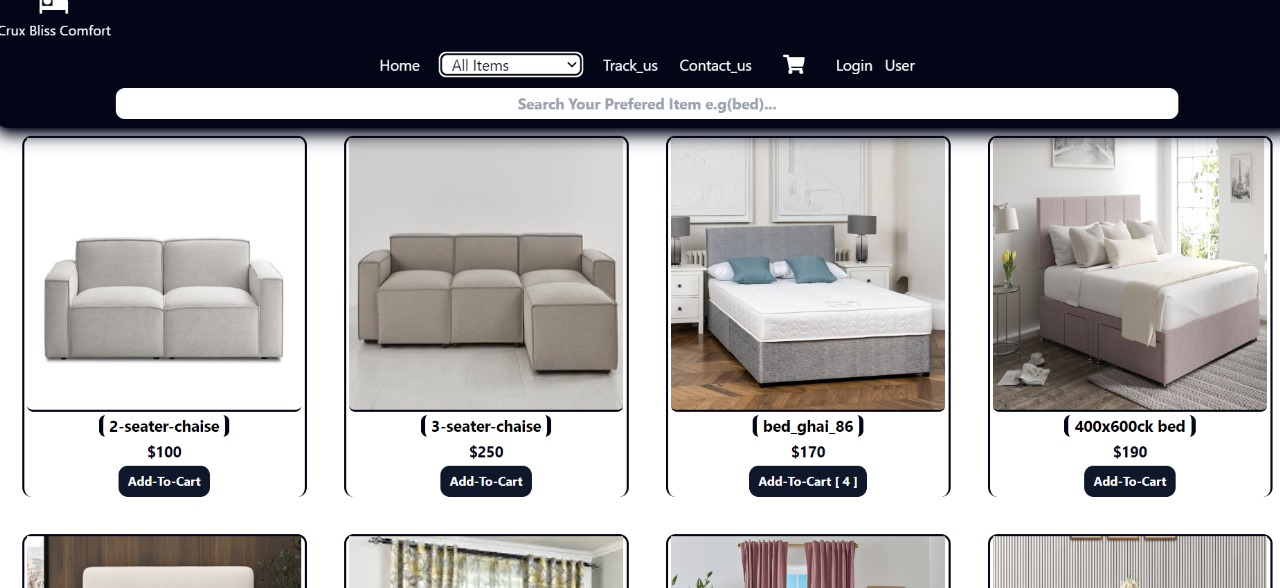 Crux Bliss Comfort
Home All Items Track_us Contact_us Login User
Search Your Prefered Item e.g(bed)...
( 2-seater-chaise )
$100
Add-To-Cart
( 3-seater-chaise )
$250
Add-To-Cart
( bed_ghai_86 )
$170
Add-To-Cart [ 4 ]
( 400x600ck bed )
$190
Add-To-Cart